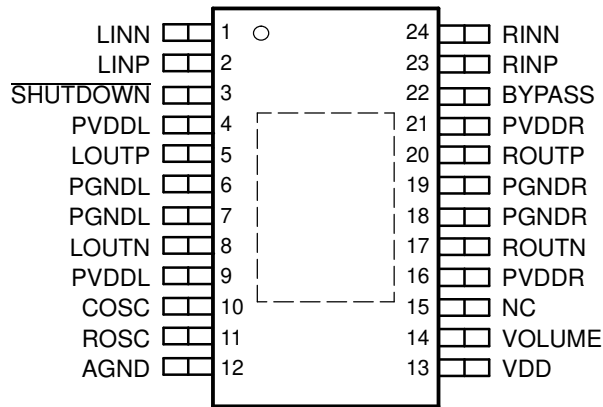 LINN 1 24 RINN
LINP 2 23 RINP
SHUTDOWN 3 22 BYPASS
PVDDL 4 21 PVDDR
LOUTP 5 20 ROUTP
PGNDL 6 19 PGNDR
PGNDL 7 18 PGNDR
LOUTN 8 17 ROUTN
PVDDL 9 16 PVDDR
COSC 10 15 NC
ROSC 11 14 VOLUME
AGND 12 13 VDD